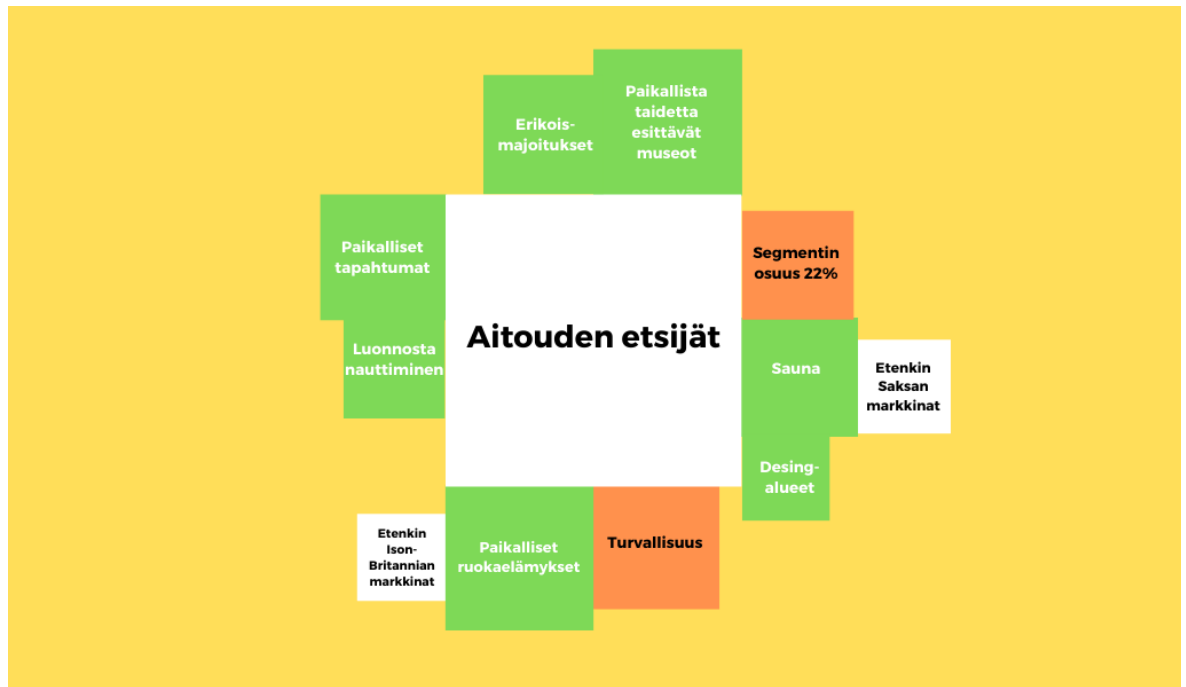 Paikallista
taidetta
esittävät
museot
Erikois-
majoitukset
Paikalliset
tapahtumat
Segmentin
osuus 22%
Aitouden etsijät
Luonnosta
nauttiminen
Sauna
Etenkin
Saksan
markkinat
Desing-
alueet
Etenkin
Ison-
Britannian
markkinat
Paikalliset
ruokaelämykset
Turvallisuus